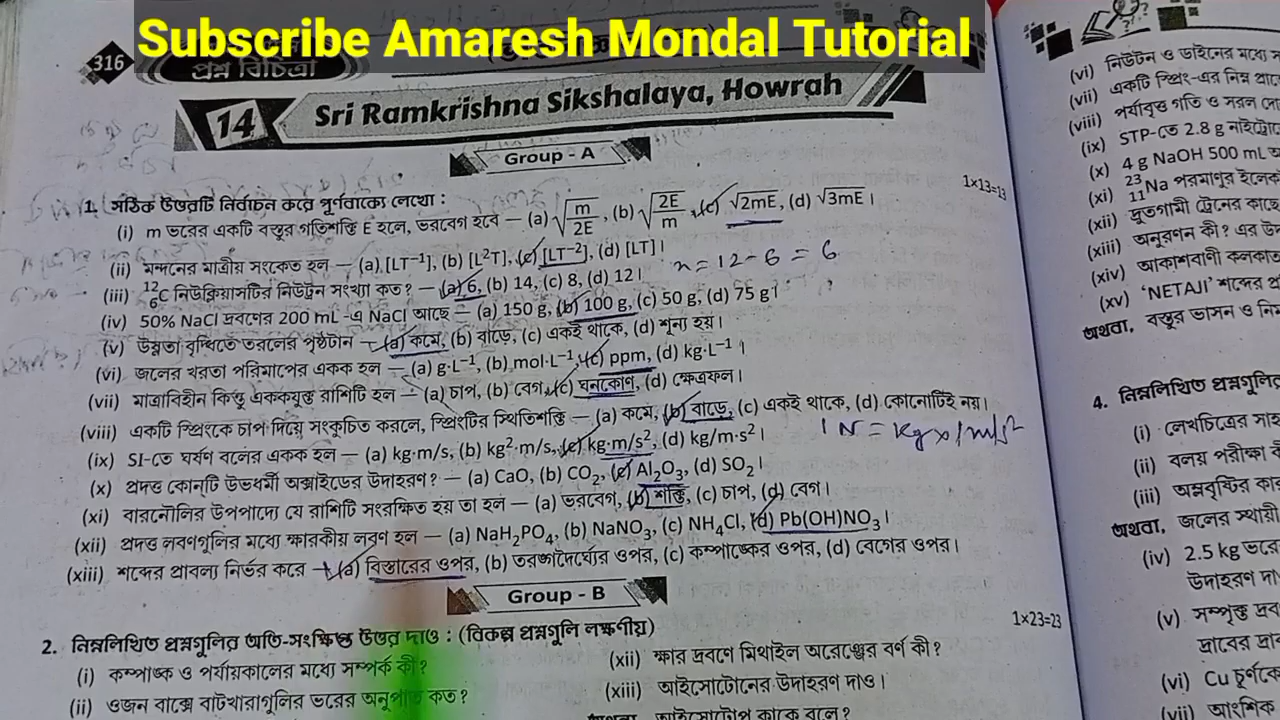 Subscribe Amaresh Mondal Tutorial
316
প্রশ্ন বিচিত্রা
14 Sri Ramkrishna Sikshalaya, Howrah
Group - A
1. সঠিক উত্তরটি নির্বাচন করে পূর্ণবাক্যে লেখো : 1×13=13
(i) m ভরের একটি বস্তুর গতিশক্তি E হলে, ভরবেগ হবে — (a) √m/2E, (b) √2E/m, (c) √2mE, (d) √3mE।
(ii) মন্দনের মাত্রীয় সংকেত হল — (a) [LT⁻¹], (b) [L²T], (c) [LT⁻²], (d) [LT]।
n = 12 - 6 = 6
(iii) ¹²₆C নিউক্লিয়াসটির নিউট্রন সংখ্যা কত? — (a) 6, (b) 14, (c) 8, (d) 12।
(iv) 50% NaCl দ্রবণের 200 mL-এ NaCl আছে — (a) 150 g, (b) 100 g, (c) 50 g, (d) 75 g।
(v) উষ্ণতা বৃদ্ধিতে তরলের পৃষ্ঠটান — (a) কমে, (b) বাড়ে, (c) একই থাকে, (d) শূন্য হয়।
(vi) জলের খরতা পরিমাপের একক হল — (a) g·L⁻¹, (b) mol·L⁻¹, (c) ppm, (d) kg·L⁻¹।
(vii) মাত্রাবিহীন কিন্তু এককযুক্ত রাশিটি হল — (a) চাপ, (b) বেগ, (c) ঘনকোণ, (d) ক্ষেত্রফল।
(viii) একটি স্প্রিংকে চাপ দিয়ে সংকুচিত করলে, স্প্রিংটির স্থিতিশক্তি — (a) কমে, (b) বাড়ে, (c) একই থাকে, (d) কোনোটিই নয়।
(ix) SI-তে ঘর্ষণ বলের একক হল — (a) kg·m/s, (b) kg²·m/s, (c) kg·m/s², (d) kg/m·s²।
1 N = kg × 1 m/s²
(x) প্রদত্ত কোন্‌টি উভধর্মী অক্সাইডের উদাহরণ? — (a) CaO, (b) CO₂, (c) Al₂O₃, (d) SO₂।
(xi) বারনৌলির উপপাদ্যে যে রাশিটি সংরক্ষিত হয় তা হল — (a) ভরবেগ, (b) শক্তি, (c) চাপ, (d) বেগ।
(xii) প্রদত্ত লবণগুলির মধ্যে ক্ষারকীয় লবণ হল — (a) NaH₂PO₄, (b) NaNO₃, (c) NH₄Cl, (d) Pb(OH)NO₃।
(xiii) শব্দের প্রাবল্য নির্ভর করে — (a) বিস্তারের ওপর, (b) তরঙ্গদৈর্ঘ্যের ওপর, (c) কম্পাঙ্কের ওপর, (d) বেগের ওপর।
Group - B
2. নিম্নলিখিত প্রশ্নগুলির অতি-সংক্ষিপ্ত উত্তর দাও : (বিকল্প প্রশ্নগুলি লক্ষণীয়) 1×23=23
(i) কম্পাঙ্ক ও পর্যায়কালের মধ্যে সম্পর্ক কী?
(ii) ওজন বাক্সে বাটখারাগুলির ভরের অনুপাত কত?
(xii) ক্ষার দ্রবণে মিথাইল অরেঞ্জের বর্ণ কী?
(xiii) আইসোটোনের উদাহরণ দাও।
অথবা, আইসোটোপ কাকে বলে?
(vi) নিউটন ও ডাইনের মধ্যে
(vii) একটি স্প্রিং-এর নিম্ন
(viii) পর্যাবৃত্ত গতি ও সরল
(ix) STP-তে 2.8 g
(x) 4 g NaOH 500 mL
(xi) ²³₁₁Na পরমাণুর
(xii) দ্রুতগামী ট্রেনের কাছে
(xiii) অনুরণন কী? এর
(xiv) আকাশবাণী
(xv) 'NETAJI' শব্দের
অথবা, বস্তুর ভাসন ও
4. নিম্নলিখিত প্রশ্নগুলির
(i) লেখচিত্রের
(ii) বলয় পরীক্ষা
(iii) অম্লবৃষ্টির
অথবা, জলের স্থায়ী
(iv) 2.5 kg ভরের
উদাহরণ
(v) সম্পৃক্ত
দ্রাবের
(vi) Cu চূর্ণকে
(vii) আংশিক